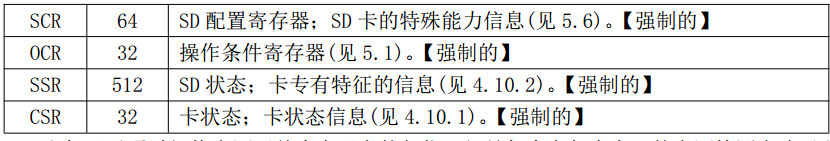 SCR 64 SD 配置寄存器；SD 卡的特殊能力信息(见 5.6)。【强制的】
OCR 32 操作条件寄存器(见 5.1)。【强制的】
SSR 512 SD 状态；卡专有特征的信息(见 4.10.2)。【强制的】
CSR 32 卡状态；卡状态信息(见 4.10.1)。【强制的】